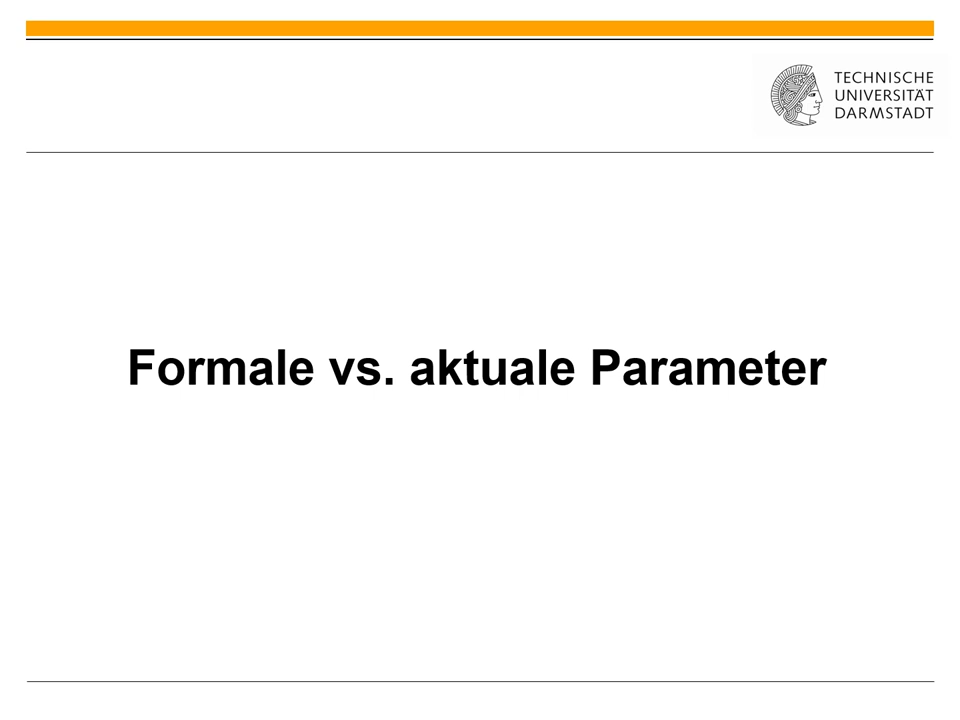 TECHNISCHE
UNIVERSITÄT
DARMSTADT
Formale vs. aktuale Parameter